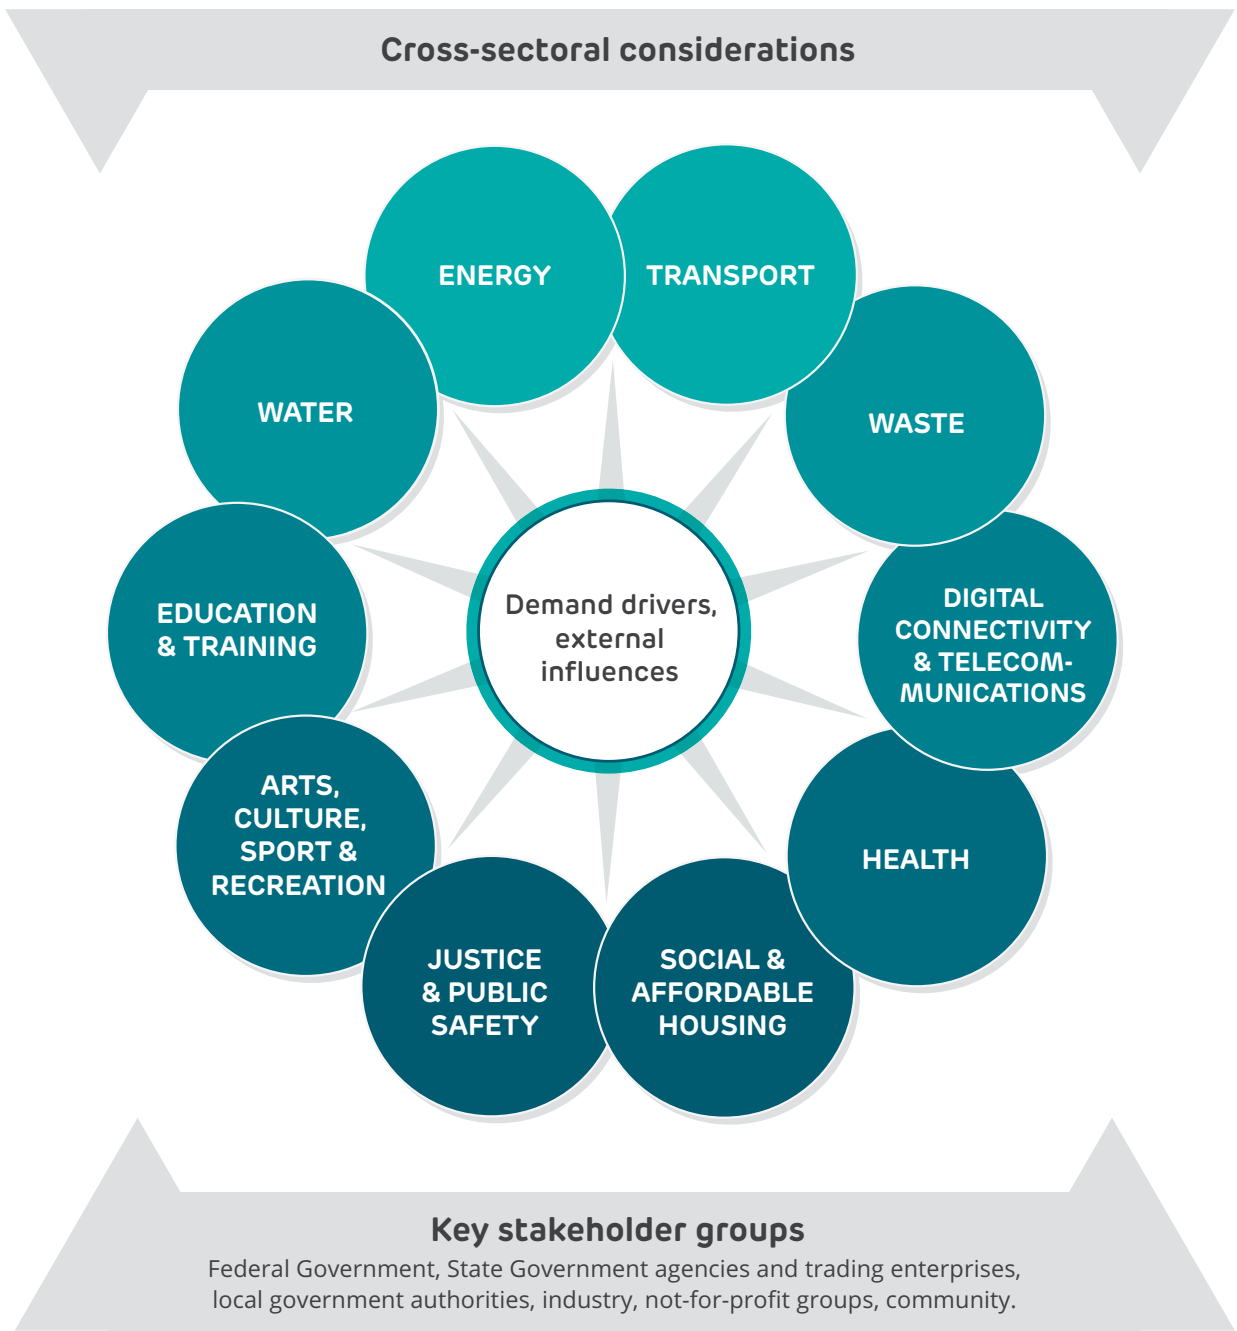 Cross-sectoral considerations
ENERGY
TRANSPORT
WATER
WASTE
EDUCATION
& TRAINING
DIGITAL
CONNECTIVITY
& TELECOM-
MUNICATIONS
Demand drivers,
external
influences
ARTS,
CULTURE,
SPORT &
RECREATION
HEALTH
JUSTICE
& PUBLIC
SAFETY
SOCIAL &
AFFORDABLE
HOUSING
Key stakeholder groups
Federal Government, State Government agencies and trading enterprises,
local government authorities, industry, not-for-profit groups, community.